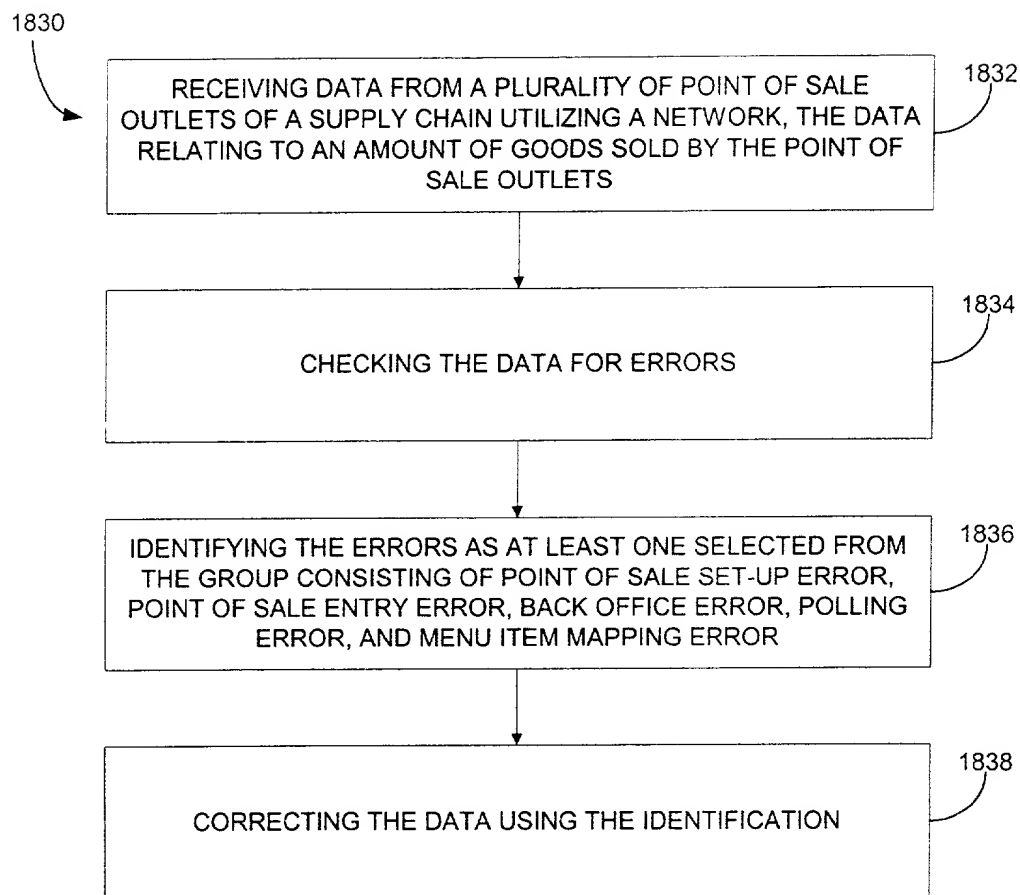 1830
1832
RECEIVING DATA FROM A PLURALITY OF POINT OF SALE
OUTLETS OF A SUPPLY CHAIN UTILIZING A NETWORK, THE DATA
RELATING TO AN AMOUNT OF GOODS SOLD BY THE POINT OF
SALE OUTLETS
1834
CHECKING THE DATA FOR ERRORS
1836
IDENTIFYING THE ERRORS AS AT LEAST ONE SELECTED FROM
THE GROUP CONSISTING OF POINT OF SALE SET-UP ERROR,
POINT OF SALE ENTRY ERROR, BACK OFFICE ERROR, POLLING
ERROR, AND MENU ITEM MAPPING ERROR
1838
CORRECTING THE DATA USING THE IDENTIFICATION